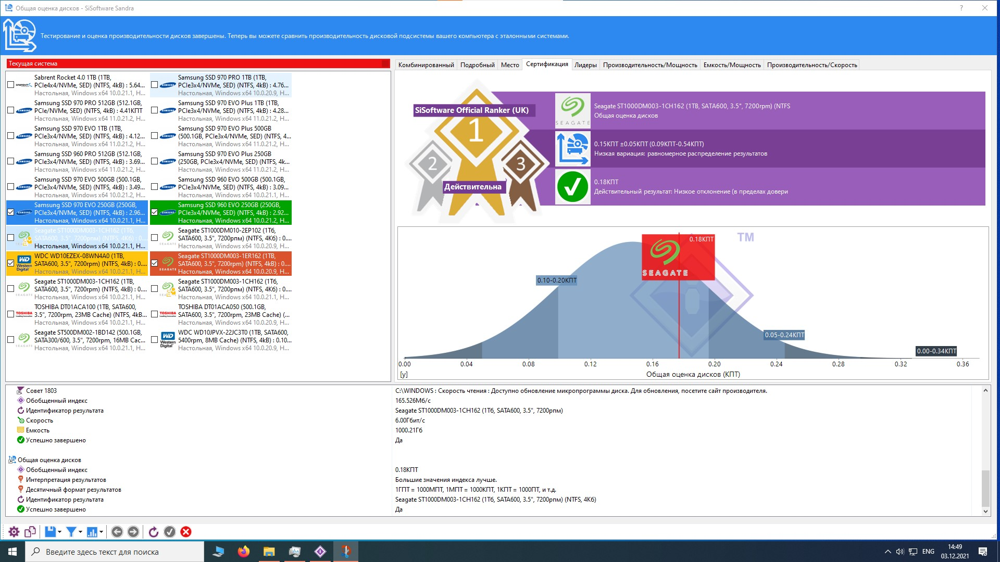 Общая оценка дисков - SiSoftware Sandra
?
Тестирование и оценка производительности дисков завершены. Теперь вы можете сравнить производительность дисковой подсистемы вашего компьютера с эталонными системами.
Текущая система
Sabrent Rocket 4.0 1TB (1TB,
PCIe4x4/NVMe, SED) (NTFS, 4kB) : 5.64...
Настольная, Windows x64 10.0.21.1, Н...
Samsung SSD 970 PRO 1TB (1TB,
PCIe3x4/NVMe, SED) (NTFS, 4kB) : 4.76...
Настольная, Windows x64 10.0.20.9, Н...
Samsung SSD 970 PRO 512GB (512.1GB,
PCIe/NVMe, SED) (NTFS, 4kB) : 4.41КПТ
Настольная, Windows x64 11.0.21.2, Н...
Samsung SSD 970 EVO Plus 1TB (1TB,
PCIe3x4/NVMe, SED) (NTFS, 4kB) : 4.28...
Настольная, Windows x64 11.0.21.2, Н...
Samsung SSD 970 EVO 1TB (1TB,
PCIe3x4/NVMe, SED) (NTFS, 4kB) : 4.12...
Настольная, Windows x64 11.0.21.2, Н...
Samsung SSD 970 EVO Plus 500GB
(500.1GB, PCIe3x4/NVMe, SED) (NTFS, 4...
Настольная, Windows x64 11.0.21.2, Н...
Samsung SSD 960 PRO 512GB (512.1GB,
PCIe3x4/NVMe, SED) (NTFS, 4kB) : 3.69...
Настольная, Windows x64 11.0.21.2, Н...
Samsung SSD 970 EVO Plus 250GB
(250GB, PCIe3x4/NVMe, SED) (NTFS, 4k...
Настольная, Windows x64 11.0.21.2, Н...
Samsung SSD 970 EVO 500GB (500.1GB,
PCIe3x4/NVMe, SED) (NTFS, 4kB) : 3.49...
Настольная, Windows x64 11.0.21.2, Н...
Samsung SSD 960 EVO 500GB (500.1GB,
PCIe3x4/NVMe, SED) (NTFS, 4kB) : 3.09...
Настольная, Windows x64 10.0.21.1, Н...
Samsung SSD 970 EVO 250GB (250GB,
PCIe3x4/NVMe, SED) (NTFS, 4kB) : 2.96...
Настольная, Windows x64 10.0.21.1, Н...
Samsung SSD 960 EVO 250GB (250GB,
PCIe3x4/NVMe, SED) (NTFS, 4kB) : 2.92...
Настольная, Windows x64 10.0.21.2, Н...
Seagate ST1000DM003-1CH162 (1Тб,
SATA600, 3.5", 7200рпм) (NTFS, 4Кб) : 0...
Настольная, Windows x64 10.0.21.1, Н...
Seagate ST1000DM010-2EP102 (1Тб,
SATA600, 3.5", 7200рпм) (NTFS, 4Кб) : 0....
Настольная, Windows x64 10.0.20.9, Н...
WDC WD10EZEX-08WN4A0 (1TB,
SATA600, 3.5", 7200rpm) (NTFS, 4kB) : 0....
Настольная, Windows x64 10.0.21.1, Н...
Seagate ST1000DM003-1ER162 (1TB,
SATA600, 3.5", 7200rpm) (NTFS, 4kB) : 0....
Настольная, Windows x64 10.0.20.9, Н...
Seagate ST1000DM003-1CH162 (1TB,
SATA600, 3.5", 7200rpm) (NTFS, 4kB) : 0....
Настольная, Windows x64 10.0.21.1, Н...
Seagate ST1000DM003-1CH162 (1Тб,
SATA600, 3.5", 7200рпм) (NTFS, 4Кб) : 0....
Настольная, Windows x64 10.0.21.1, Н...
TOSHIBA DT01ACA100 (1TB, SATA600,
3.5", 7200rpm, 23MB Cache) (NTFS, 4kB...
Настольная, Windows x64 10.0.21.1, Н...
TOSHIBA DT01ACA050 (500.1GB,
SATA600, 3.5", 7200rpm, 23MB Cache) (...
Настольная, Windows x64 10.0.20.9, Н...
Seagate ST500DM002-1BD142 (500.1GB,
SATA300/600, 3.5", 7200rpm, 16MB Cac...
Настольная, Windows x64 10.0.21.1, Н...
WDC WD10JPVX-22JC3T0 (1TB, SATA600,
5400rpm, 8MB Cache) (NTFS, 4kB) : 0.10...
Настольная, Windows x64 10.0.20.9, Н...
Комбинированный Подробный Место Сертификация Лидеры Производительность/Мощность Емкость/Мощность Производительность/Скорость
SiSoftware Official Ranker (UK)
1
2
3
Действительна
SEAGATE
Seagate ST1000DM003-1CH162 (1TB, SATA600, 3.5", 7200rpm) (NTFS
Общая оценка дисков
0.15КПТ ±0.05КПТ (0.09КПТ-0.54КПТ)
Низкая вариация: равномерное распределение результатов
0.18КПТ
Действительный результат: Низкое отклонение (в пределах довери
0.18КПТ
SEAGATE
TM
0.10-0.20КПТ
0.05-0.24КПТ
0.00-0.34КПТ
0.00 0.04 0.08 0.12 0.16 0.20 0.24 0.28 0.32 0.36
[y]
Общая оценка дисков (КПТ)
Совет 1803
C:\WINDOWS : Скорость чтения : Доступно обновление микропрограммы диска. Для обновления, посетите сайт производителя.
Обобщенный индекс
165.526Мб/с
Идентификатор результата
Seagate ST1000DM003-1CH162 (1Тб, SATA600, 3.5", 7200рпм)
Скорость
6.00Гбит/с
Емкость
1000.21Гб
Успешно завершено
Да
Общая оценка дисков
Обобщенный индекс
0.18КПТ
Интерпретация результатов
Большие значения индекса лучше.
Десятичный формат результатов
1ГПТ = 1000МПТ, 1МПТ = 1000КПТ, 1КПТ = 1000ПТ, и т.д.
Идентификатор результата
Seagate ST1000DM003-1CH162 (1Тб, SATA600, 3.5", 7200рпм) (NTFS, 4Кб)
Успешно завершено
Да
Введите здесь текст для поиска
ENG
14:49
03.12.2021